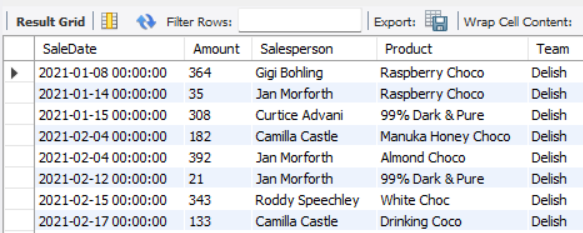 Result Grid Filter Rows: Export: Wrap Cell Content:
SaleDate Amount Salesperson Product Team
2021-01-08 00:00:00 364 Gigi Bohling Raspberry Choco Delish
2021-01-14 00:00:00 35 Jan Morforth Raspberry Choco Delish
2021-01-15 00:00:00 308 Curtice Advani 99% Dark & Pure Delish
2021-02-04 00:00:00 182 Camilla Castle Manuka Honey Choco Delish
2021-02-04 00:00:00 392 Jan Morforth Almond Choco Delish
2021-02-12 00:00:00 21 Jan Morforth 99% Dark & Pure Delish
2021-02-15 00:00:00 343 Roddy Speechley White Choc Delish
2021-02-17 00:00:00 133 Camilla Castle Drinking Coco Delish